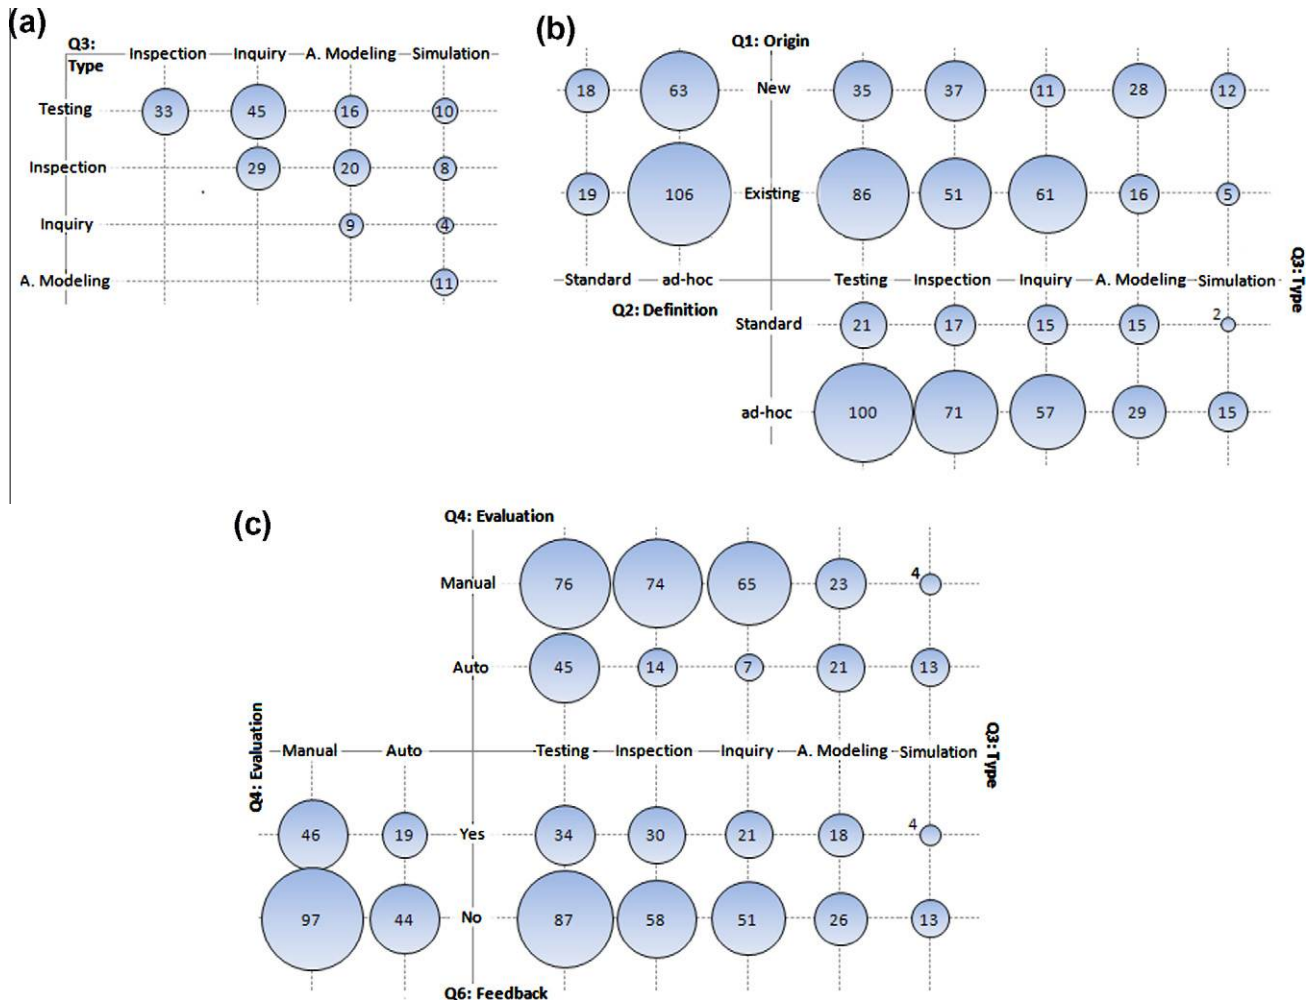 (a)
Q3:
Type
Inspection Inquiry A. Modeling Simulation
Testing 33 45 16 10
Inspection 29 20 8
Inquiry 9 4
A. Modeling 11
(b)
Q1: Origin
18 63 New 35 37 11 28 12
19 106 Existing 86 51 61 16 5
Standard ad-hoc Testing Inspection Inquiry A. Modeling Simulation
Q3: Type
Q2: Definition
Standard 21 17 15 15 2
ad-hoc 100 71 57 29 15
(c)
Q4: Evaluation
Manual 76 74 65 23 4
Auto 45 14 7 21 13
Q4: Evaluation
Manual Auto Testing Inspection Inquiry A. Modeling Simulation
Q3: Type
46 19 Yes 34 30 21 18 4
97 44 No 87 58 51 26 13
Q6: Feedback